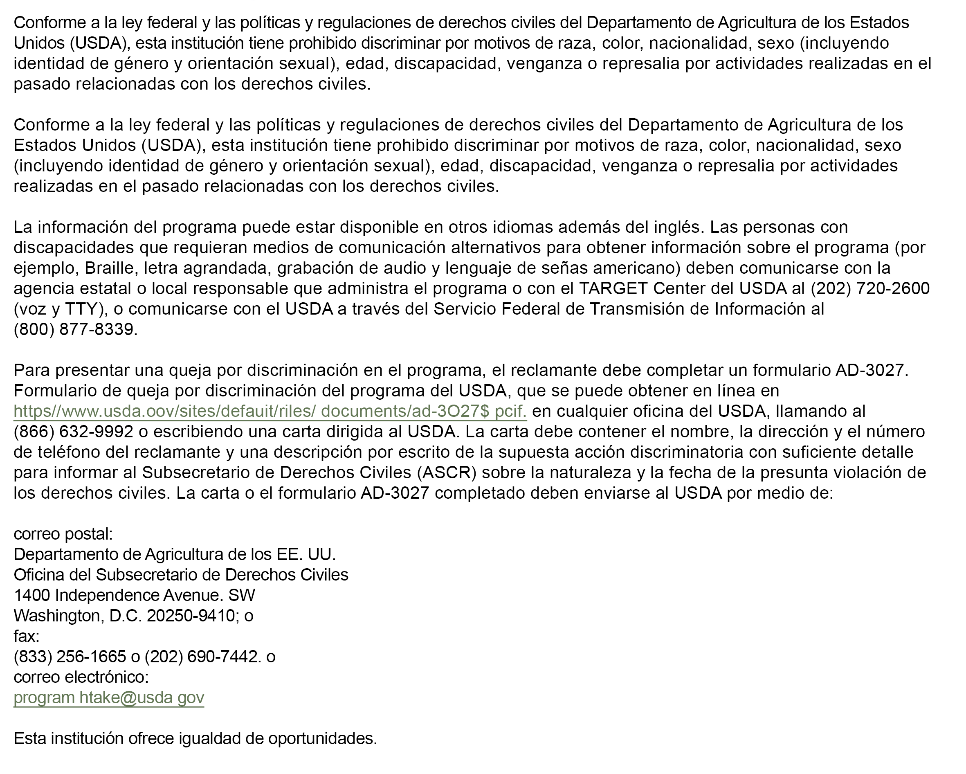 Conforme a la ley federal y las políticas y regulaciones de derechos civiles del Departamento de Agricultura de los Estados
Unidos (USDA), esta institución tiene prohibido discriminar por motivos de raza, color, nacionalidad, sexo (incluyendo
identidad de género y orientación sexual), edad, discapacidad, venganza o represalia por actividades realizadas en el
pasado relacionadas con los derechos civiles.
Conforme a la ley federal y las políticas y regulaciones de derechos civiles del Departamento de Agricultura de los
Estados Unidos (USDA), esta institución tiene prohibido discriminar por motivos de raza, color, nacionalidad, sexo
(incluyendo identidad de género y orientación sexual), edad, discapacidad, venganza o represalia por actividades
realizadas en el pasado relacionadas con los derechos civiles.
La información del programa puede estar disponible en otros idiomas además del inglés. Las personas con
discapacidades que requieran medios de comunicación alternativos para obtener información sobre el programa (por
ejemplo, Braille, letra agrandada, grabación de audio y lenguaje de señas americano) deben comunicarse con la
agencia estatal o local responsable que administra el programa o con el TARGET Center del USDA al (202) 720-2600
(voz y TTY), o comunicarse con el USDA a través del Servicio Federal de Transmisión de Información al
(800) 877-8339.
Para presentar una queja por discriminación en el programa, el reclamante debe completar un formulario AD-3027.
Formulario de queja por discriminación del programa del USDA, que se puede obtener en línea en
https//www.usda.oov/sites/defauit/riles/ documents/ad-3O27$ pcif. en cualquier oficina del USDA, llamando al
(866) 632-9992 o escribiendo una carta dirigida al USDA. La carta debe contener el nombre, la dirección y el número
de teléfono del reclamante y una descripción por escrito de la supuesta acción discriminatoria con suficiente detalle
para informar al Subsecretario de Derechos Civiles (ASCR) sobre la naturaleza y la fecha de la presunta violación de
los derechos civiles. La carta o el formulario AD-3027 completado deben enviarse al USDA por medio de:
correo postal:
Departamento de Agricultura de los EE. UU.
Oficina del Subsecretario de Derechos Civiles
1400 Independence Avenue. SW
Washington, D.C. 20250-9410; o
fax:
(833) 256-1665 o (202) 690-7442. o
correo electrónico:
program htake@usda gov
Esta institución ofrece igualdad de oportunidades.